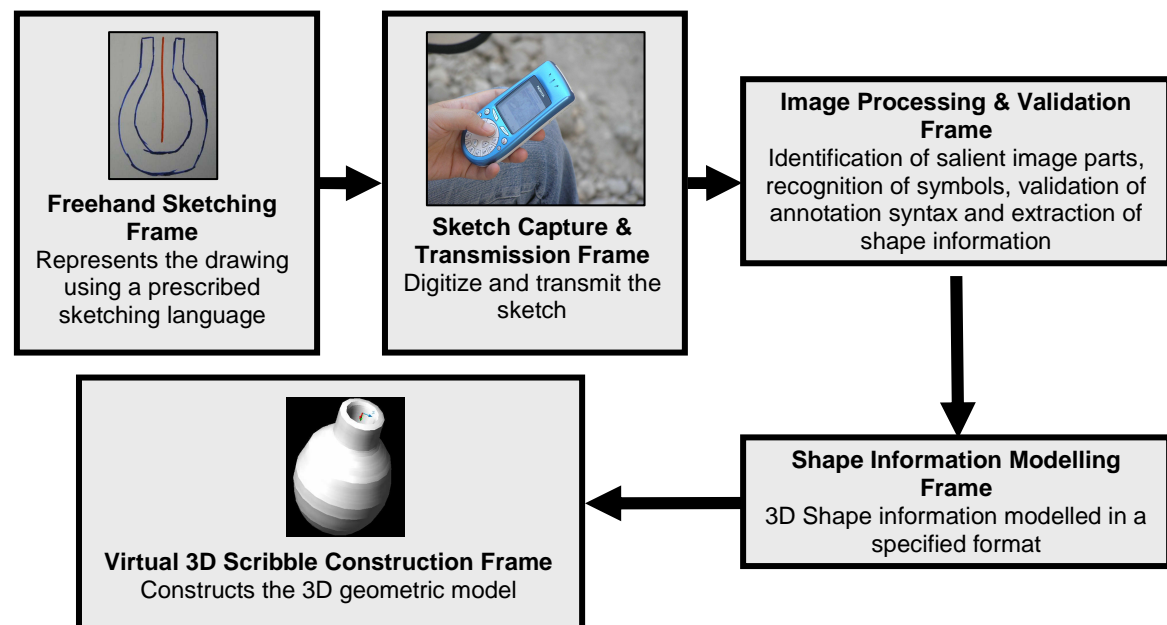 Freehand Sketching
Frame
Represents the drawing
using a prescribed
sketching language
Sketch Capture &
Transmission Frame
Digitize and transmit the
sketch
Image Processing & Validation
Frame
Identification of salient image parts,
recognition of symbols, validation of
annotation syntax and extraction of
shape information
Shape Information Modelling
Frame
3D Shape information modelled in a
specified format
Virtual 3D Scribble Construction Frame
Constructs the 3D geometric model